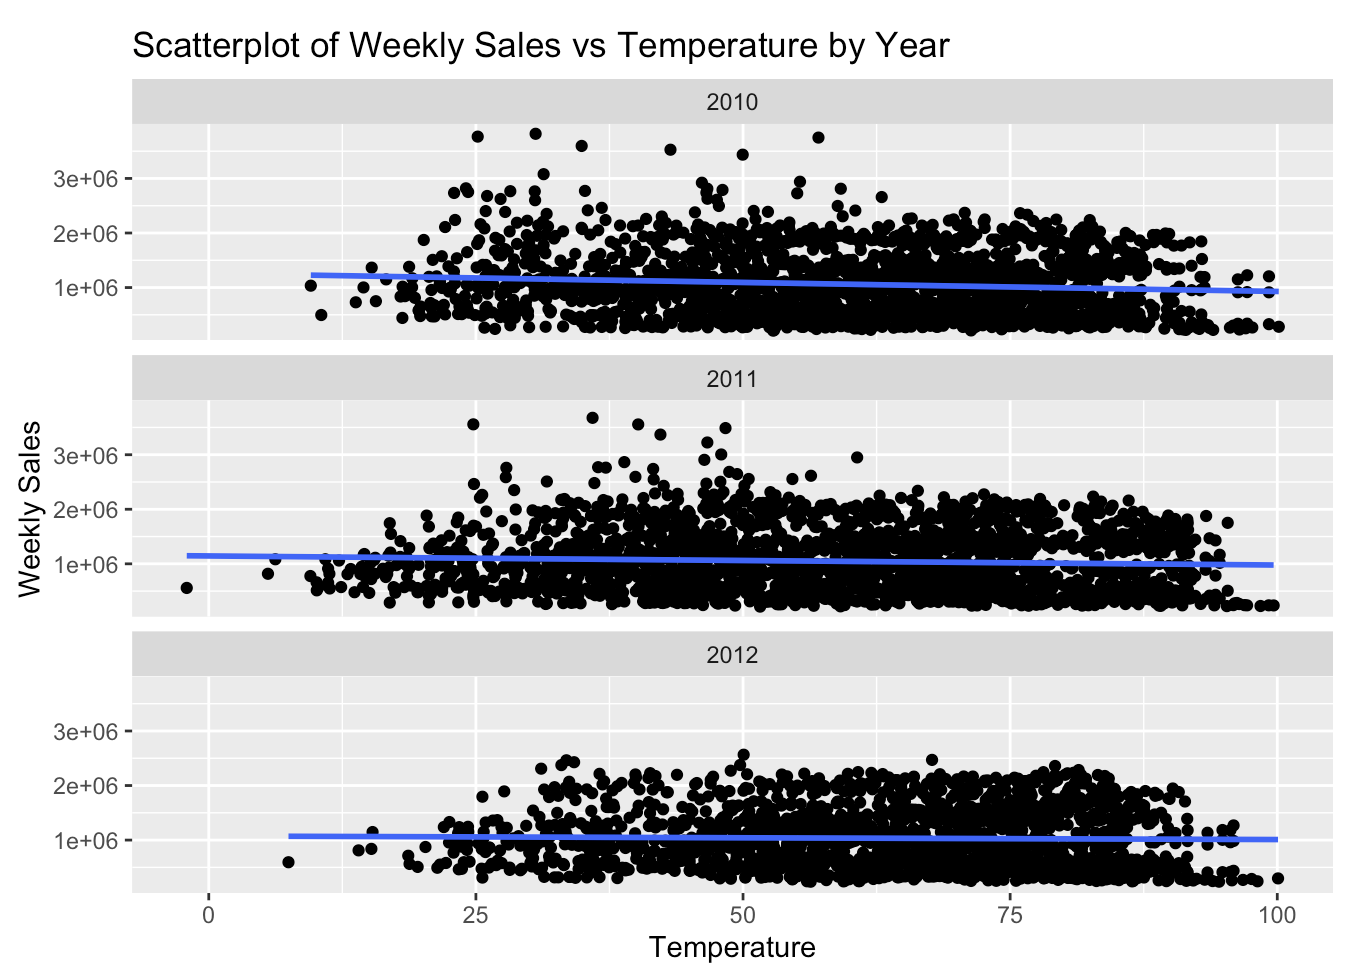 Scatterplot of Weekly Sales vs Temperature by Year
2010
3e+06
2e+06
1e+06
2011
3e+06
2e+06
1e+06
2012
3e+06
2e+06
1e+06
Weekly Sales
0 25 50 75 100
Temperature